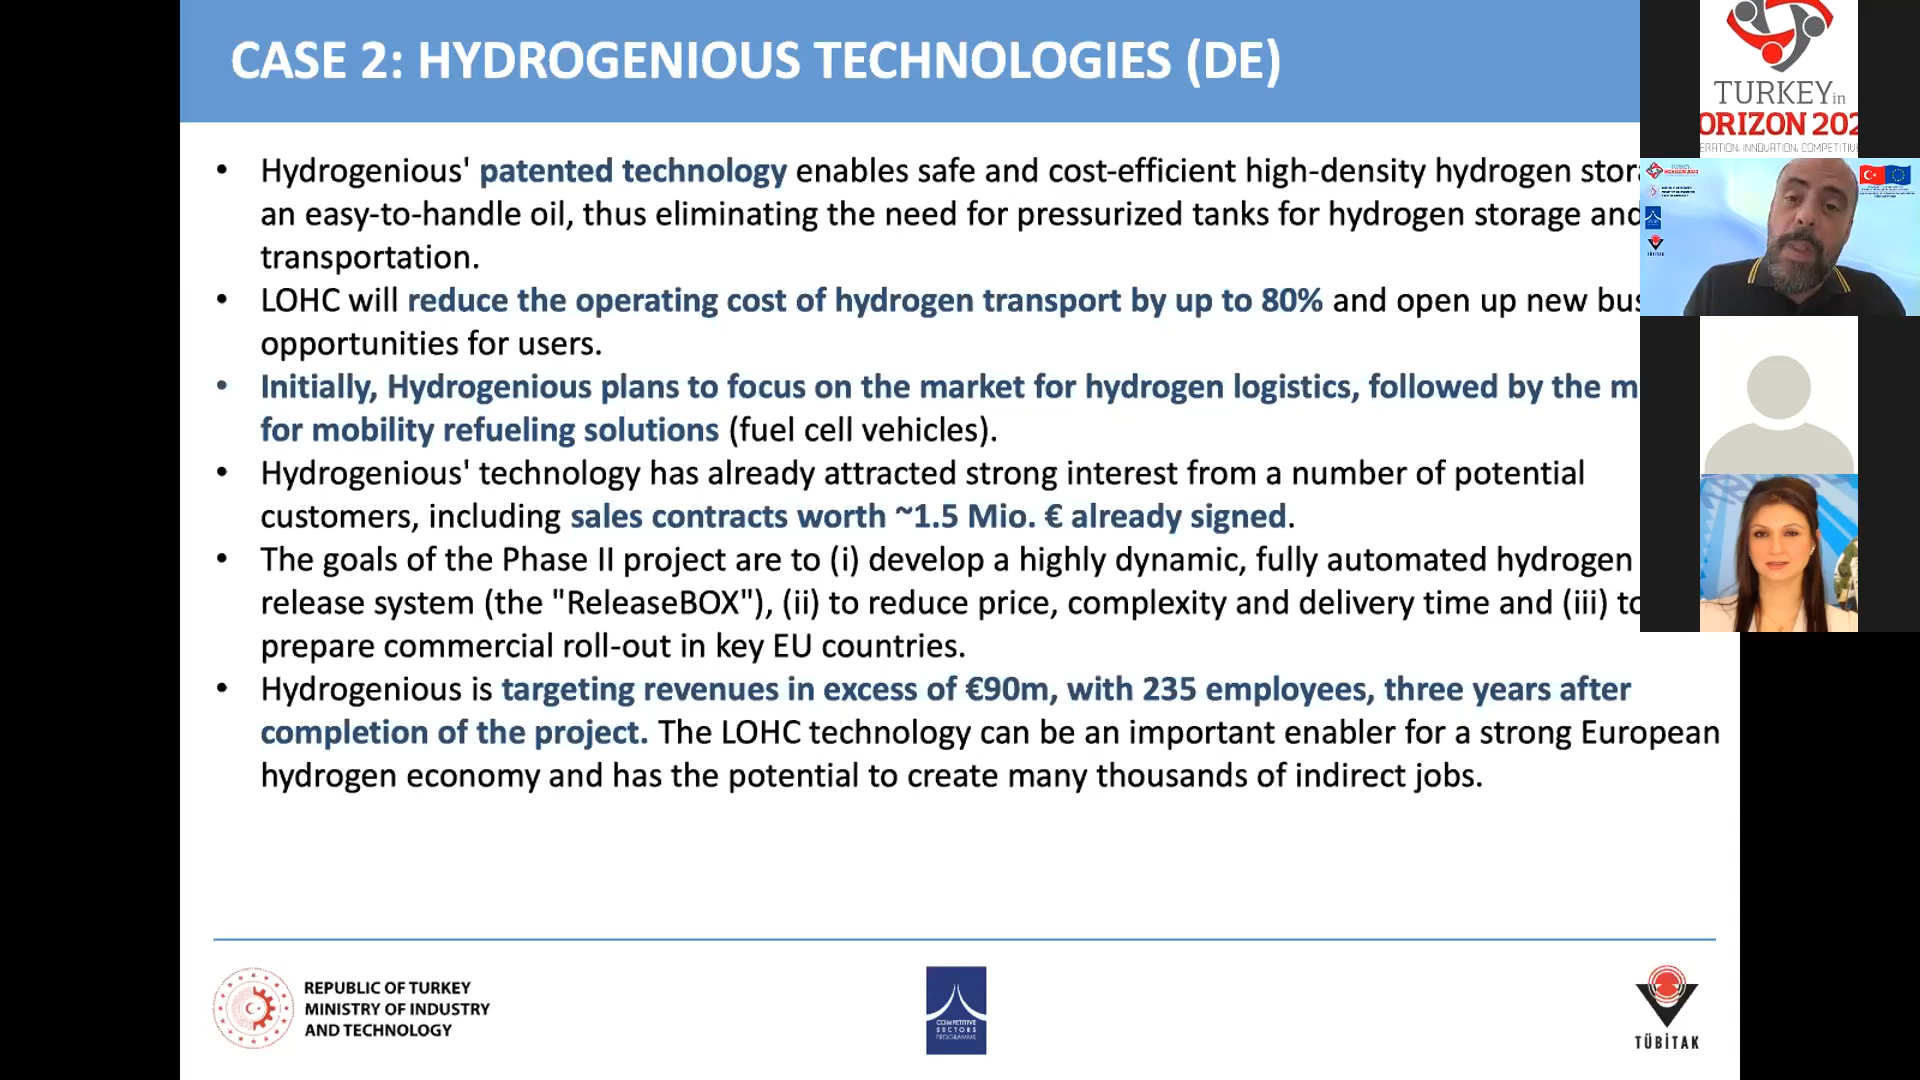 CASE 2: HYDROGENIOUS TECHNOLOGIES (DE)
• Hydrogenious' patented technology enables safe and cost-efficient high-density hydrogen stor
an easy-to-handle oil, thus eliminating the need for pressurized tanks for hydrogen storage and
transportation.
• LOHC will reduce the operating cost of hydrogen transport by up to 80% and open up new bus
opportunities for users.
• Initially, Hydrogenious plans to focus on the market for hydrogen logistics, followed by the m
for mobility refueling solutions (fuel cell vehicles).
• Hydrogenious' technology has already attracted strong interest from a number of potential
customers, including sales contracts worth ~1.5 Mio. € already signed.
• The goals of the Phase II project are to (i) develop a highly dynamic, fully automated hydrogen
release system (the "ReleaseBOX"), (ii) to reduce price, complexity and delivery time and (iii) to
prepare commercial roll-out in key EU countries.
• Hydrogenious is targeting revenues in excess of €90m, with 235 employees, three years after
completion of the project. The LOHC technology can be an important enabler for a strong European
hydrogen economy and has the potential to create many thousands of indirect jobs.
REPUBLIC OF TURKEY
MINISTRY OF INDUSTRY
AND TECHNOLOGY
COMPETITIVE
SECTORS
PROGRAMME
TÜBİTAK
TURKEY in
ORIZON 202
ERATION. INNOVATION. COMPETITIVE